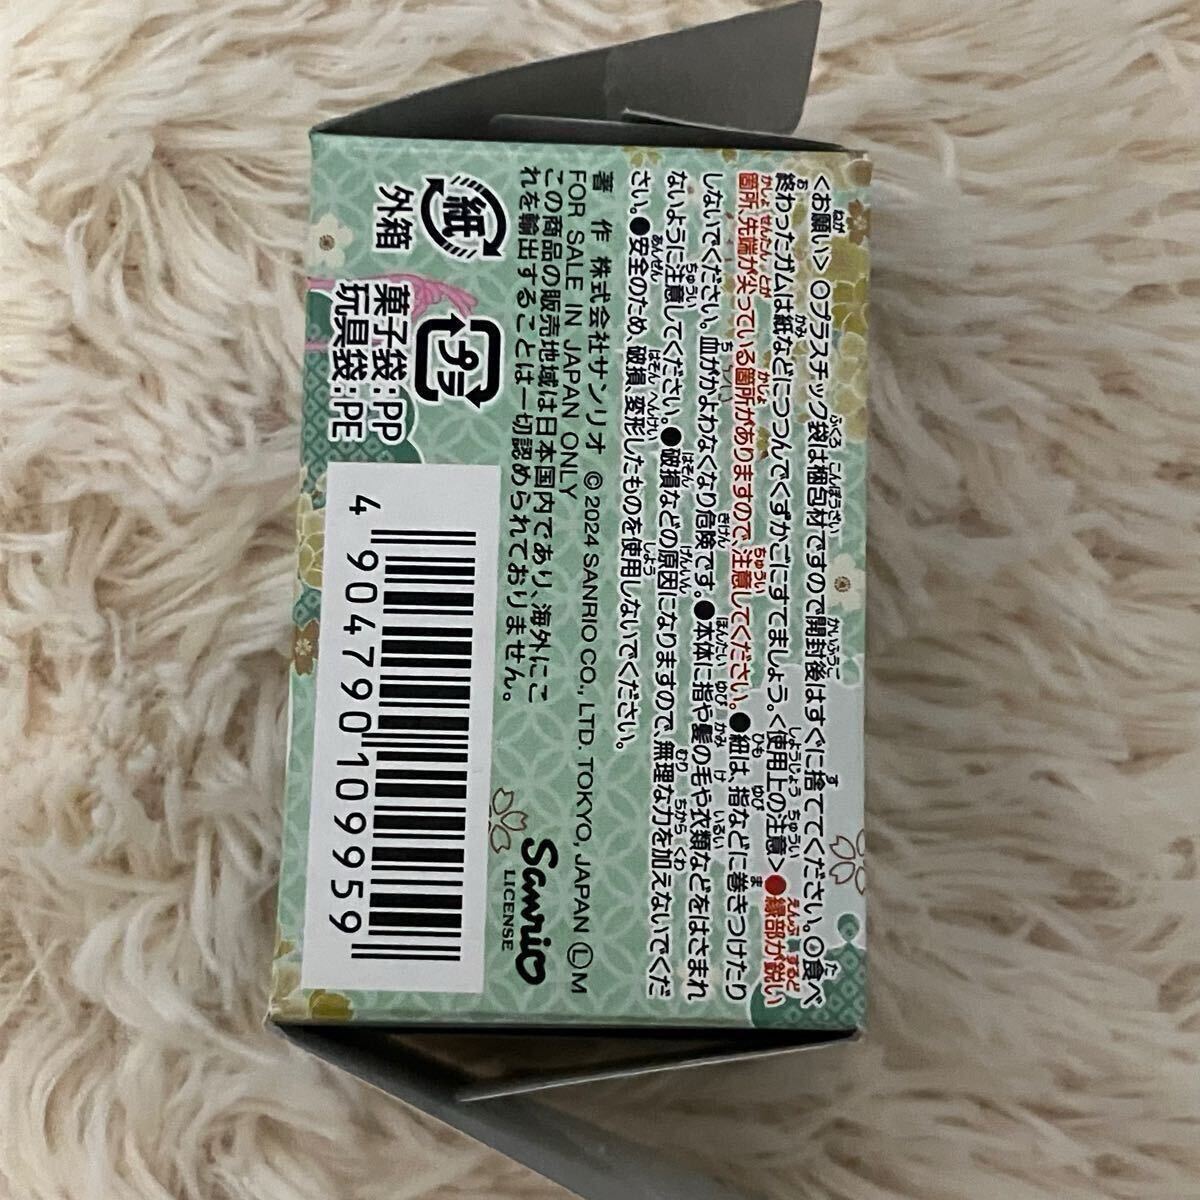 <お願い> ○プラスチック袋は梱包材ですので開封後はすぐに捨ててください。○食べ
終わったガムは紙などにつつんでくずかごにすてましょう。<使用上の注意>●縁部が鋭い
箇所、先端が尖っている箇所がありますので、注意してください。●紐は、指などに巻きつけたり
しないでください。血がかよわなくなり危険です。●本体に指や髪の毛や衣類などをはさまれ
ないように注意してください。●破損などの原因になりますので、無理な力を加えないでくだ
さい。●安全のため、破損、変形したものを使用しないでください。
著 作 株式会社サンリオ © 2024 SANRIO CO., LTD. TOKYO, JAPAN Ⓛ M
FOR SALE IN JAPAN ONLY
この商品の販売地域は日本国内であり、海外にこ
れを輸出することは一切認められておりません。
Sanrio
LICENSE
紙
外箱
プラ
菓子袋:PP
玩具袋:PE
4 904790 109959